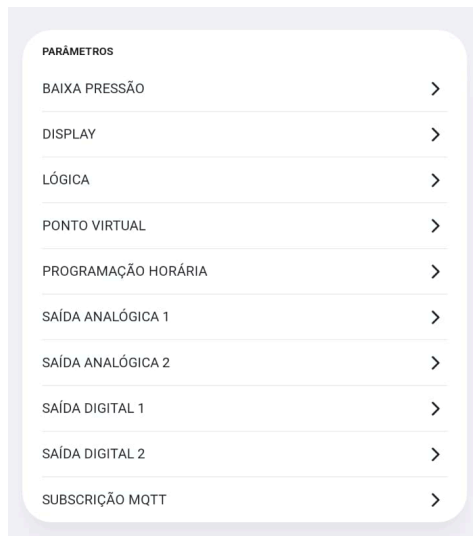 PARÂMETROS
BAIXA PRESSÃO
DISPLAY
LÓGICA
PONTO VIRTUAL
PROGRAMAÇÃO HORÁRIA
SAÍDA ANALÓGICA 1
SAÍDA ANALÓGICA 2
SAÍDA DIGITAL 1
SAÍDA DIGITAL 2
SUBSCRIÇÃO MQTT